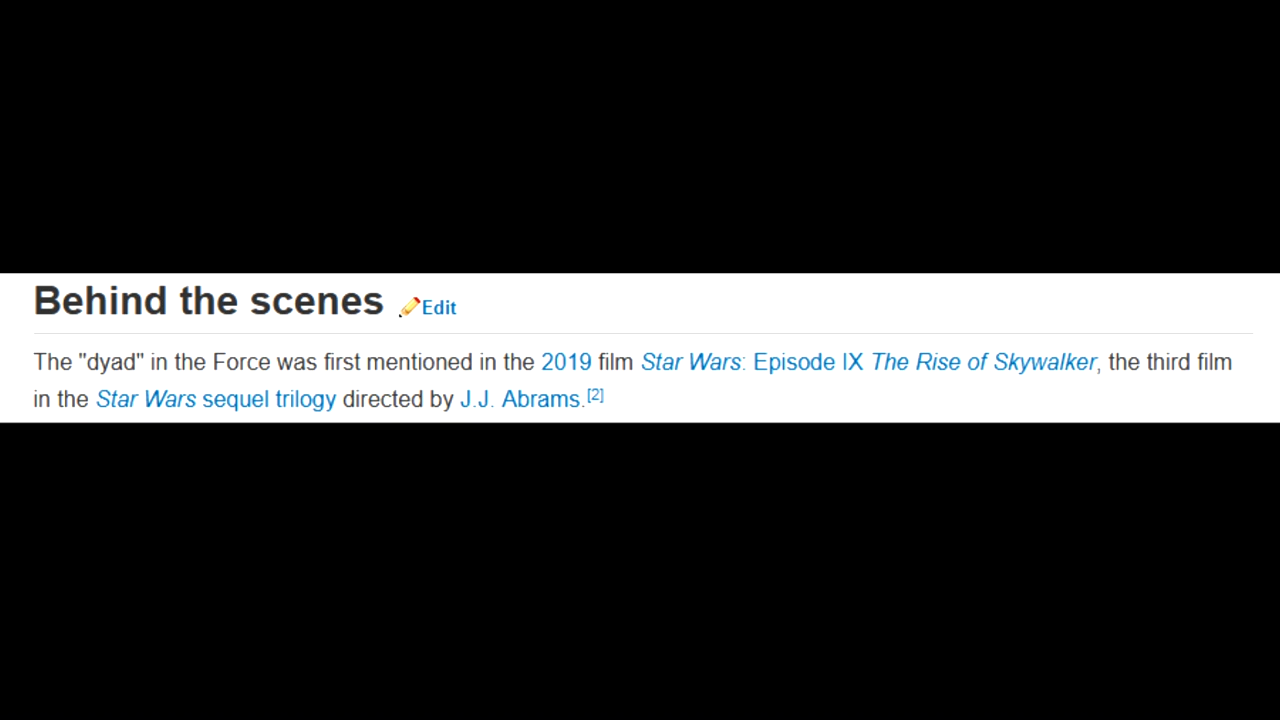 Behind the scenes Edit
The "dyad" in the Force was first mentioned in the 2019 film Star Wars: Episode IX The Rise of Skywalker, the third film
in the Star Wars sequel trilogy directed by J.J. Abrams.[2]